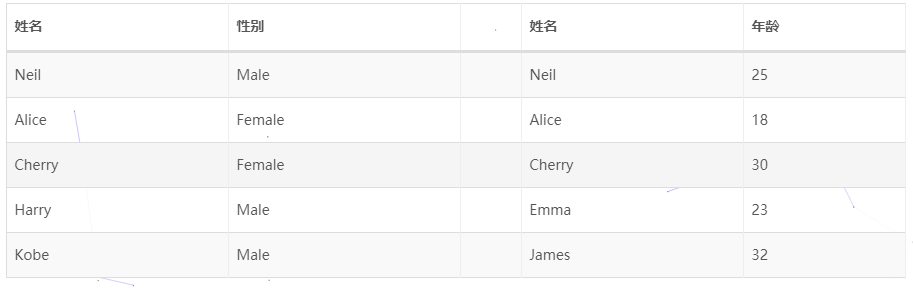 姓名 性别 姓名 年龄
Neil Male Neil 25
Alice Female Alice 18
Cherry Female Cherry 30
Harry Male Emma 23
Kobe Male James 32